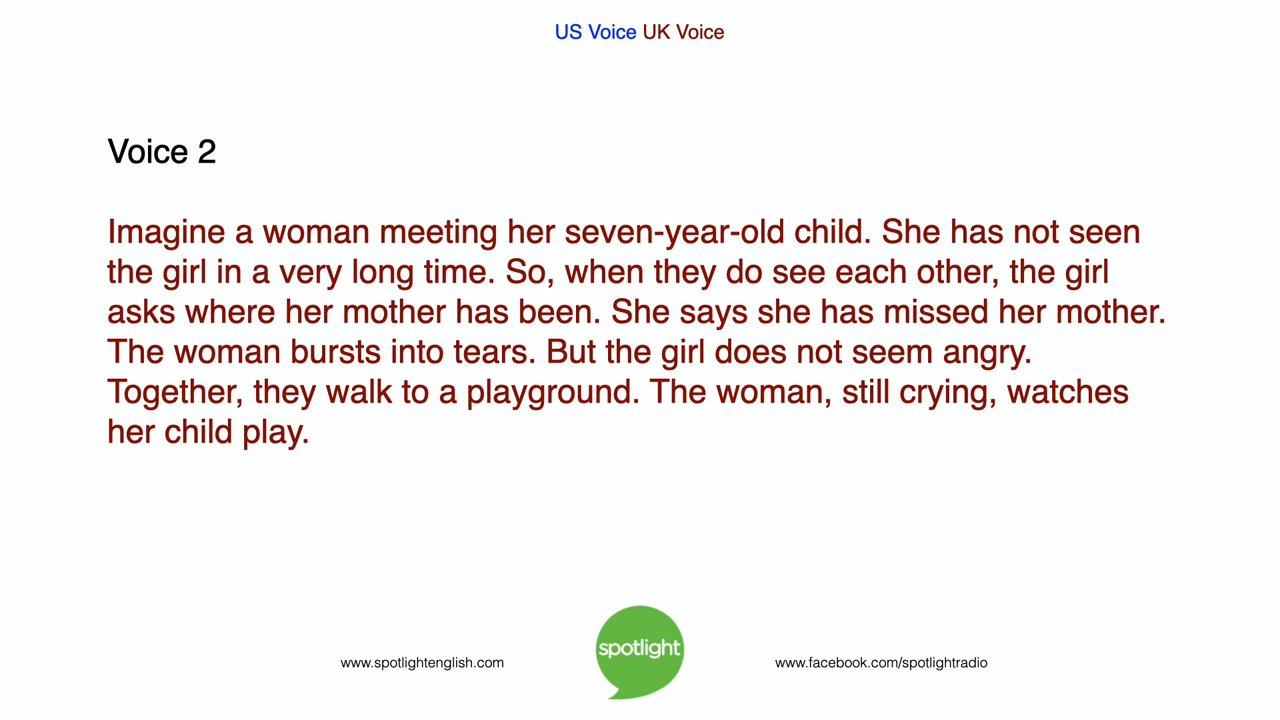 US Voice UK Voice
Voice 2
Imagine a woman meeting her seven-year-old child. She has not seen
the girl in a very long time. So, when they do see each other, the girl
asks where her mother has been. She says she has missed her mother.
The woman bursts into tears. But the girl does not seem angry.
Together, they walk to a playground. The woman, still crying, watches
her child play.
www.spotlightenglish.com
spotlight
www.facebook.com/spotlightradio